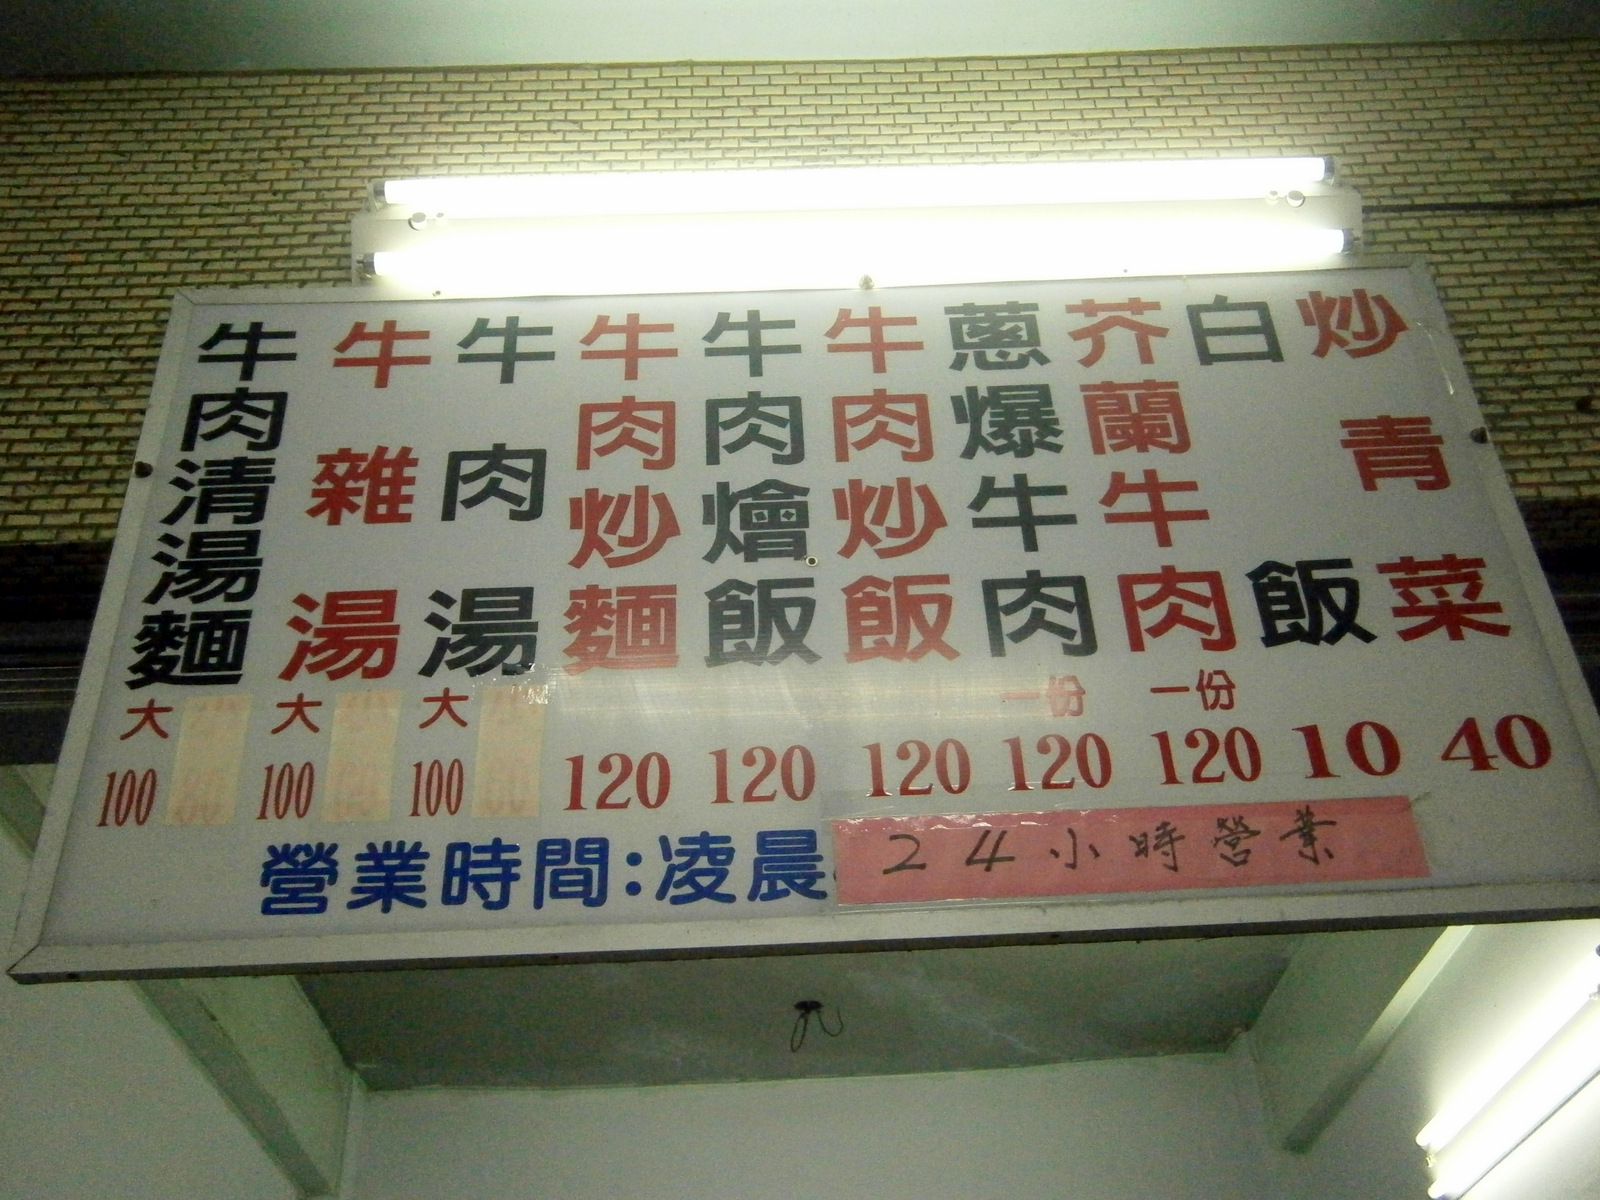 牛肉清湯麵 大 100
牛雜湯 大 100
牛肉湯 大 100
牛肉炒麵 120
牛肉燴飯 120
牛肉炒飯 120
蔥爆牛肉 一份 120
芥蘭牛肉 一份 120
白飯 10
炒青菜 40
營業時間:凌晨
24小時營業